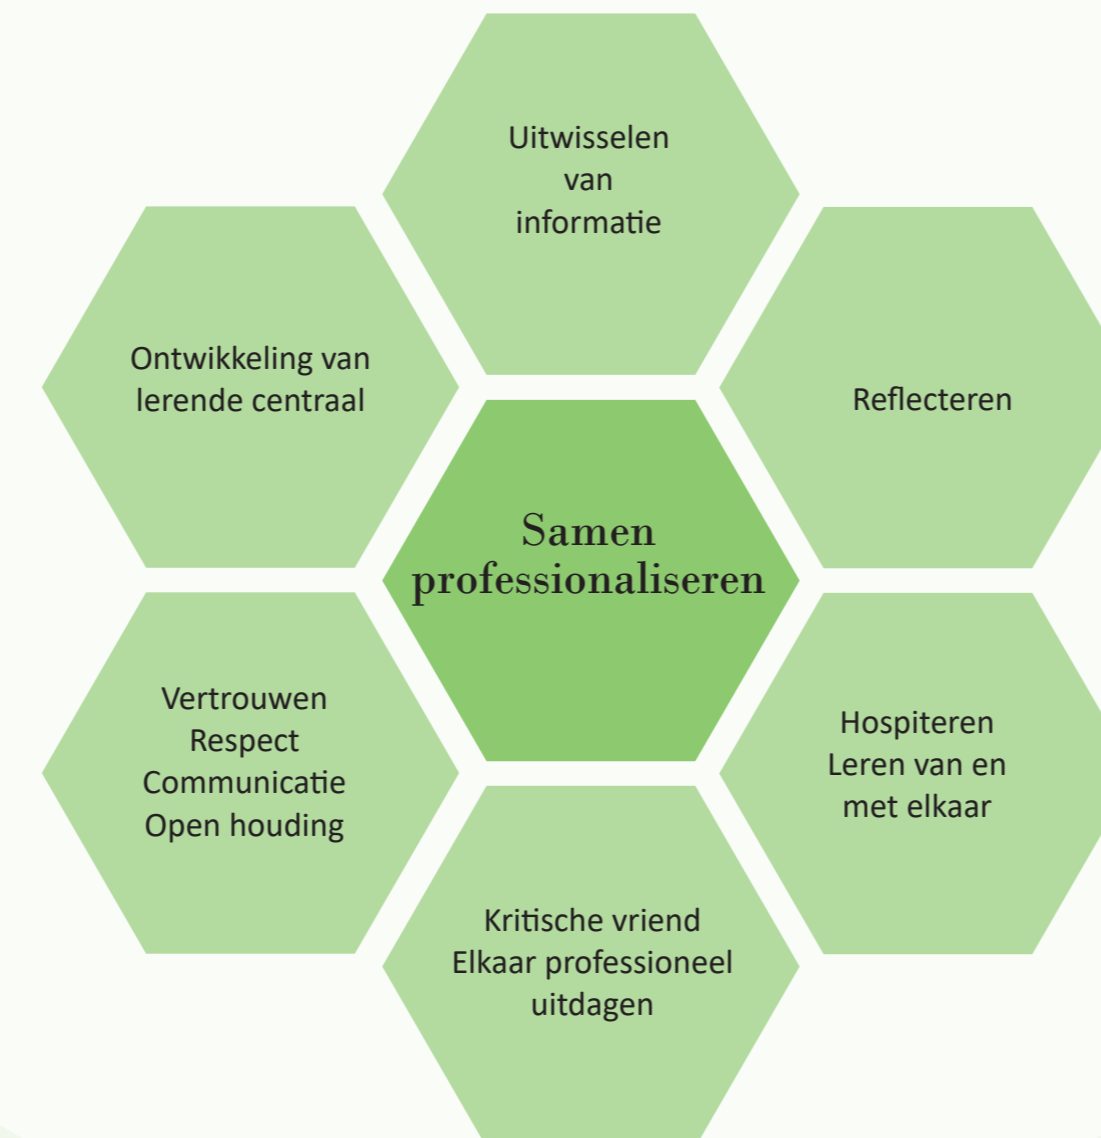 Uitwisselen
van
informatie
Ontwikkeling van
lerende centraal
Reflecteren
Samen
professionaliseren
Vertrouwen
Respect
Communicatie
Open houding
Hospiteren
Leren van en
met elkaar
Kritische vriend
Elkaar professioneel
uitdagen